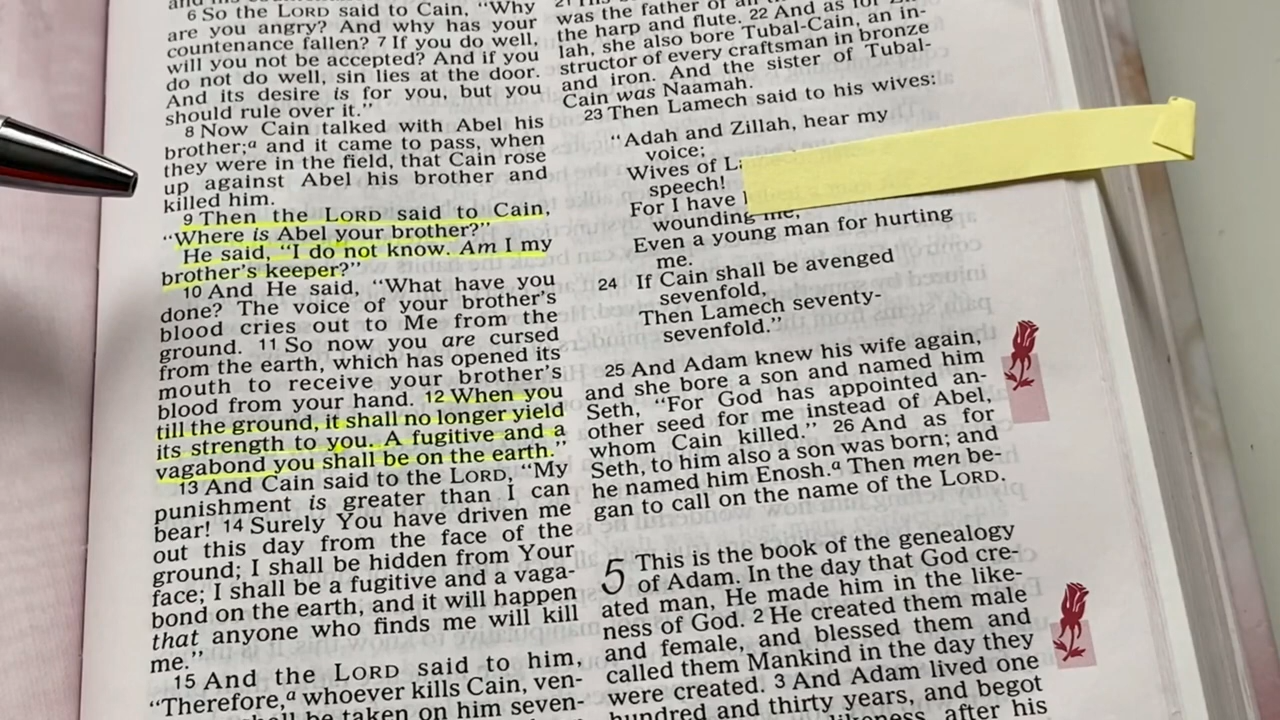 6 So the LORD said to Cain, "Why
are you angry? And why has your
countenance fallen? 7 If you do well,
will you not be accepted? And if you
do not do well, sin lies at the door.
And its desire is for you, but you
should rule over it."
8 Now Cain talked with Abel his
brother;a and it came to pass, when
they were in the field, that Cain rose
up against Abel his brother and
killed him.
9 Then the LORD said to Cain,
"Where is Abel your brother?"
He said, "I do not know. Am I my
brother's keeper?"
10 And He said, "What have you
done? The voice of your brother's
blood cries out to Me from the
ground. 11 So now you are cursed
from the earth, which has opened its
mouth to receive your brother's
blood from your hand. 12 When you
till the ground, it shall no longer yield
its strength to you. A fugitive and a
vagabond you shall be on the earth."
13 And Cain said to the LORD, "My
punishment is greater than I can
bear! 14 Surely You have driven me
out this day from the face of the
ground; I shall be hidden from Your
face; I shall be a fugitive and a vaga-
bond on the earth, and it will happen
that anyone who finds me will kill
me."
15 And the LORD said to him,
"Therefore,a whoever kills Cain, ven-
be taken on him seven-
was the father of all
the harp and flute. 22 And as for
lah, she also bore Tubal-Cain, an in-
structor of every craftsman in bronze
and iron. And the sister of Tubal-
Cain was Naamah.
23 Then Lamech said to his wives:
"Adah and Zillah, hear my
voice;
Wives of
speech!
For I have
wounding me,
Even a young man for hurting
me.
24 If Cain shall be avenged
sevenfold,
Then Lamech seventy-
sevenfold."
25 And Adam knew his wife again,
and she bore a son and named him
Seth, "For God has appointed an-
other seed for me instead of Abel,
whom Cain killed." 26 And as for
Seth, to him also a son was born; and
he named him Enosh.a Then men be-
gan to call on the name of the LORD.
5 This is the book of the genealogy
of Adam. In the day that God cre-
ated man, He made him in the like-
ness of God. 2 He created them male
and female, and blessed them and
called them Mankind in the day they
were created. 3 And Adam lived one
hundred and thirty years, and begot
likeness, after his